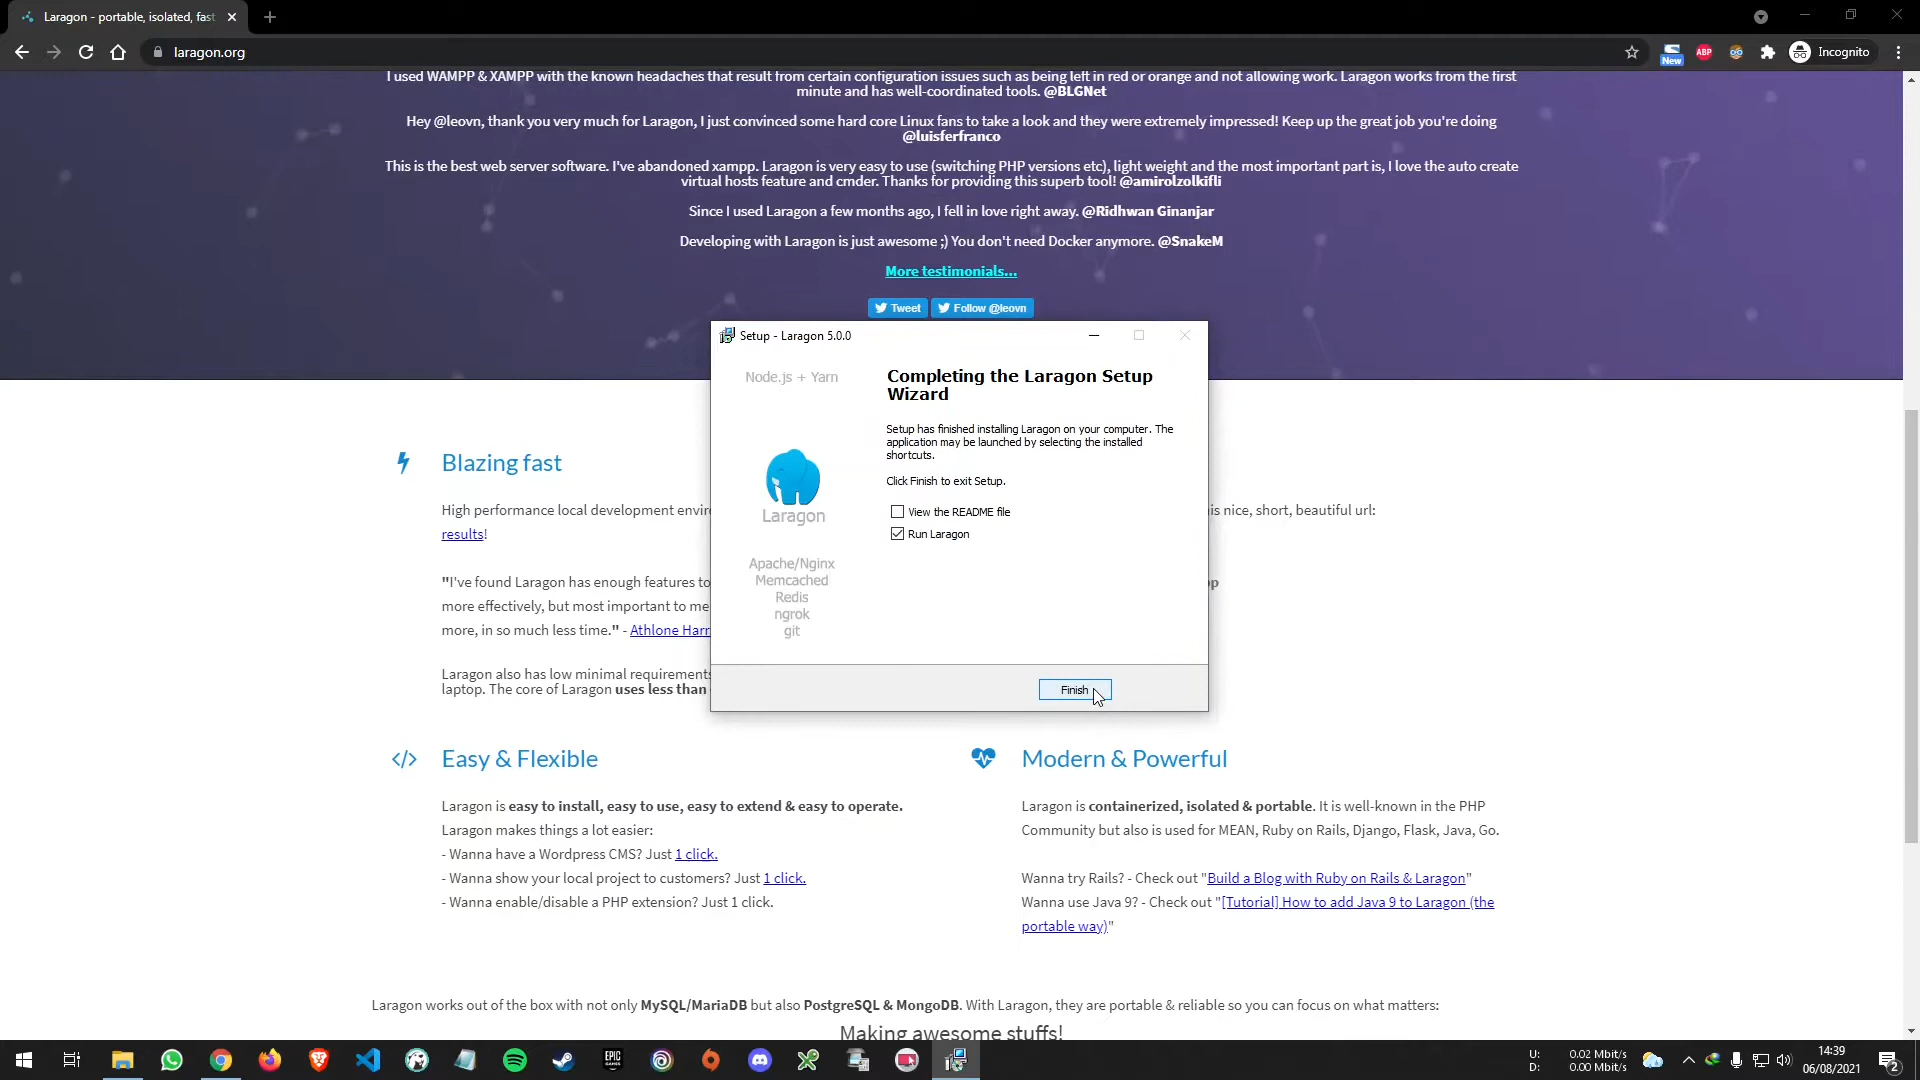 Laragon - portable, isolated, fast
laragon.org
New
ABP
Incognito
I used WAMPP & XAMPP with the known headaches that result from certain configuration issues such as being left in red or orange and not allowing work. Laragon works from the first
minute and has well-coordinated tools. @BLGNet
Hey @leovn, thank you very much for Laragon, I just convinced some hard core Linux fans to take a look and they were extremely impressed! Keep up the great job you're doing
@luisferfranco
This is the best web server software. I've abandoned xampp. Laragon is very easy to use (switching PHP versions etc), light weight and the most important part is, I love the auto create
virtual hosts feature and cmder. Thanks for providing this superb tool! @amirolzolkifli
Since I used Laragon a few months ago, I fell in love right away. @Ridhwan Ginanjar
Developing with Laragon is just awesome ;) You don't need Docker anymore. @SnakeM
More testimonials...
Tweet
Follow @leovn
Setup - Laragon 5.0.0
Node.js + Yarn
Laragon
Apache/Nginx
Memcached
Redis
ngrok
git
Completing the Laragon Setup
Wizard
Setup has finished installing Laragon on your computer. The
application may be launched by selecting the installed
shortcuts.
Click Finish to exit Setup.
View the README file
Run Laragon
Finish
Blazing fast
High performance local development
results!
"I've found Laragon has enough features to
more effectively, but most important to me
more, in so much less time." - Athlone
Laragon also has low minimal requirements
laptop. The core of Laragon uses less than
nice, short, beautiful url:
Easy & Flexible
Laragon is easy to install, easy to use, easy to extend & easy to operate.
Laragon makes things a lot easier:
- Wanna have a Wordpress CMS? Just 1 click.
- Wanna show your local project to customers? Just 1 click.
- Wanna enable/disable a PHP extension? Just 1 click.
Modern & Powerful
Laragon is containerized, isolated & portable. It is well-known in the PHP
Community but also is used for MEAN, Ruby on Rails, Django, Flask, Java, Go.
Wanna try Rails? - Check out "Build a Blog with Ruby on Rails & Laragon"
Wanna use Java 9? - Check out "[Tutorial] How to add Java 9 to Laragon (the
portable way)"
Laragon works out of the box with not only MySQL/MariaDB but also PostgreSQL & MongoDB. With Laragon, they are portable & reliable so you can focus on what matters:
Making awesome stuffs!
EPIC
GAMES
U: 0.02 Mbit/s
D: 0.00 Mbit/s
14:39
06/08/2021
2